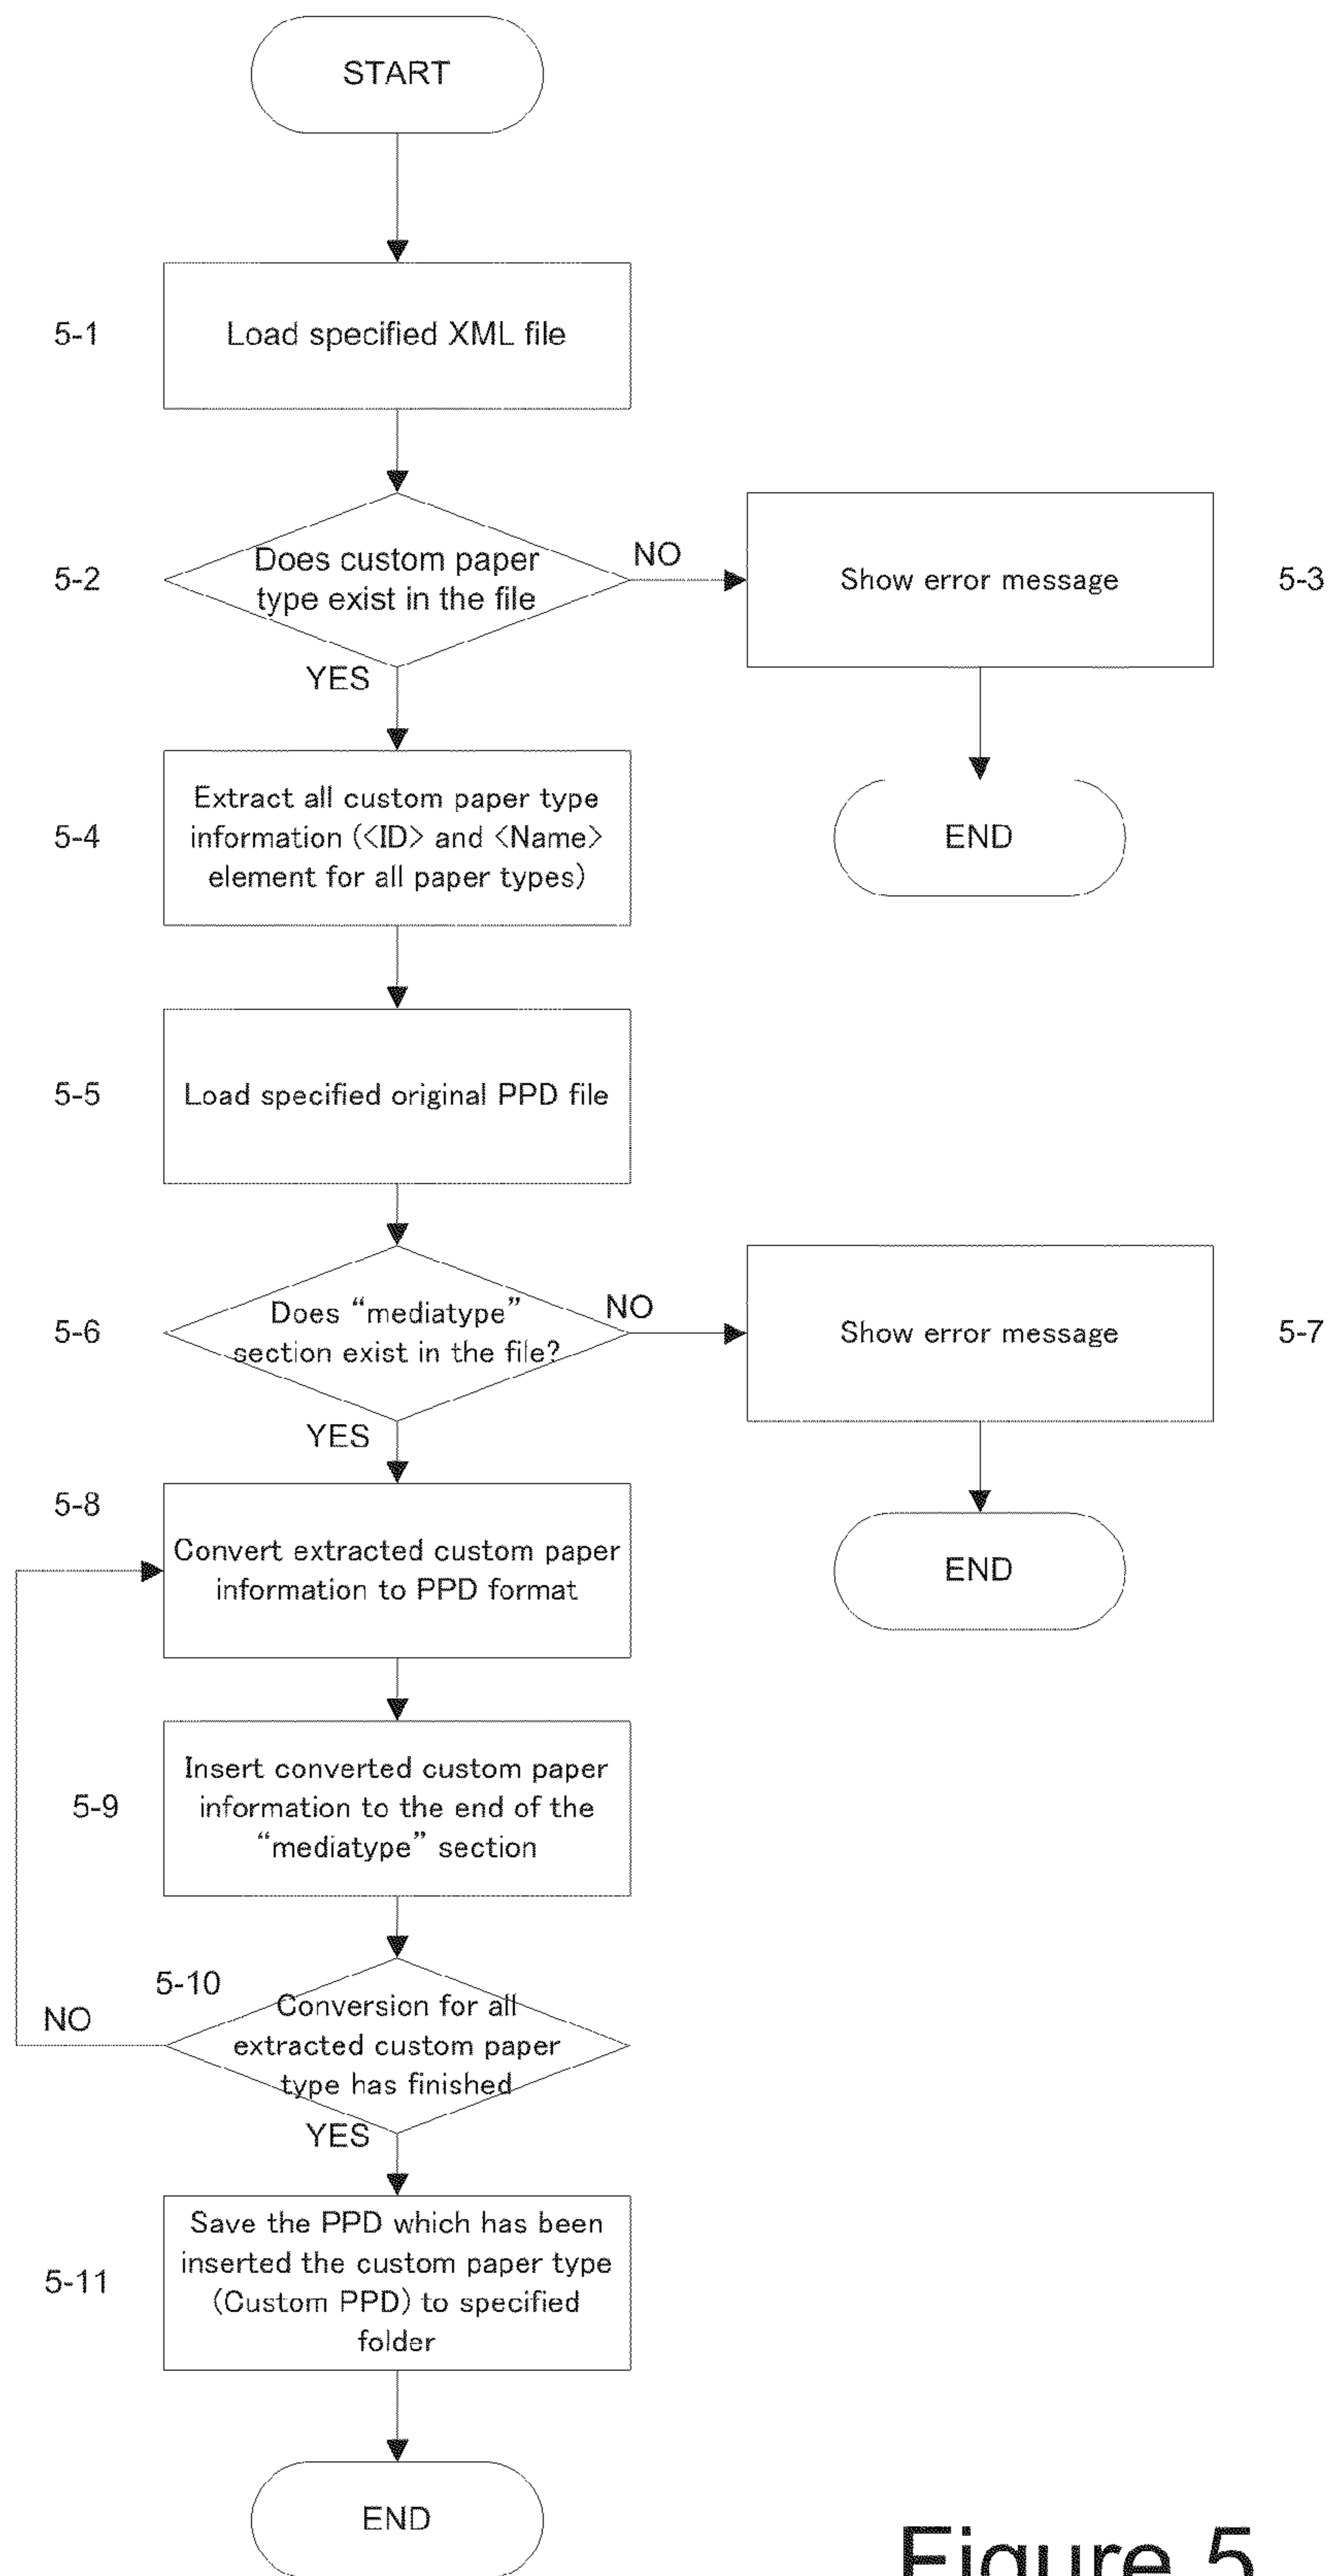 START
5-1
Load specified XML file
5-2
Does custom paper
type exist in the file
NO
Show error message
5-3
YES
END
5-4
Extract all custom paper type
information (<ID> and <Name>
element for all paper types)
5-5
Load specified original PPD file
5-6
Does “mediatype”
section exist in the file?
NO
Show error message
5-7
YES
END
5-8
Convert extracted custom paper
information to PPD format
5-9
Insert converted custom paper
information to the end of the
“mediatype” section
5-10
NO
Conversion for all
extracted custom paper
type has finished
YES
5-11
Save the PPD which has been
inserted the custom paper type
(Custom PPD) to specified
folder
END
Figure 5